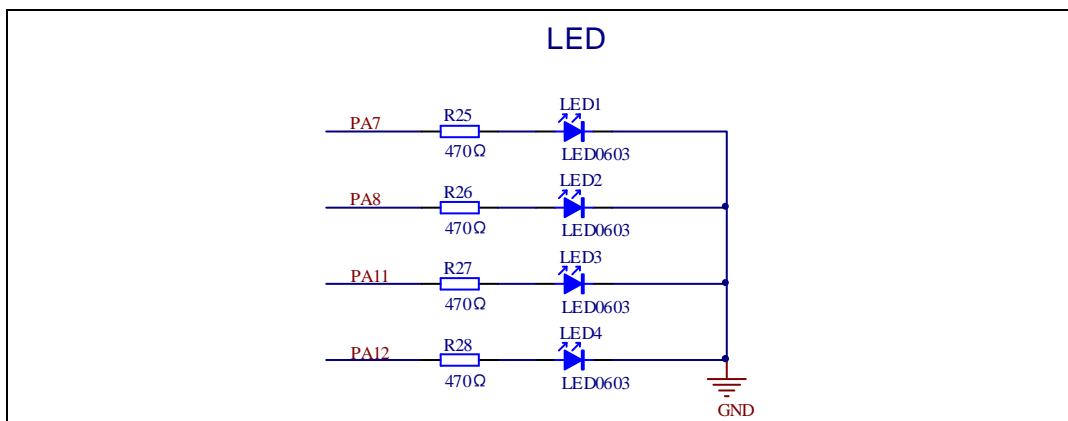 LED
R25
LED1
PA7
470Ω
LED0603
R26
LED2
PA8
470Ω
LED0603
R27
LED3
PA11
470Ω
LED0603
R28
LED4
PA12
470Ω
LED0603
GND